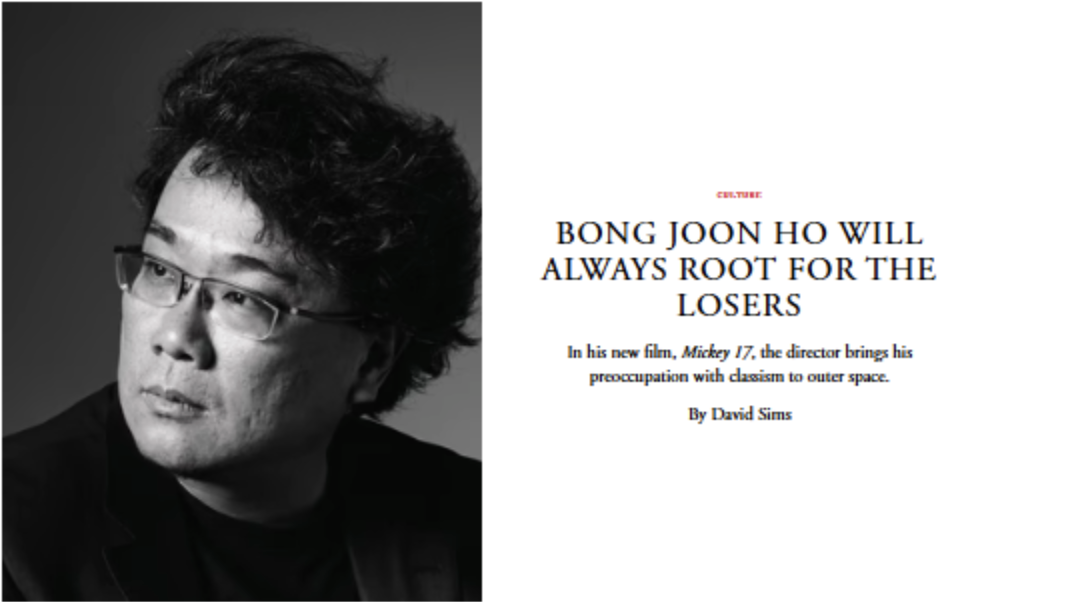 CULTURE
BONG JOON HO WILL
ALWAYS ROOT FOR THE
LOSERS
In his new film, Mickey 17, the director brings his
preoccupation with classism to outer space.
By David Sims